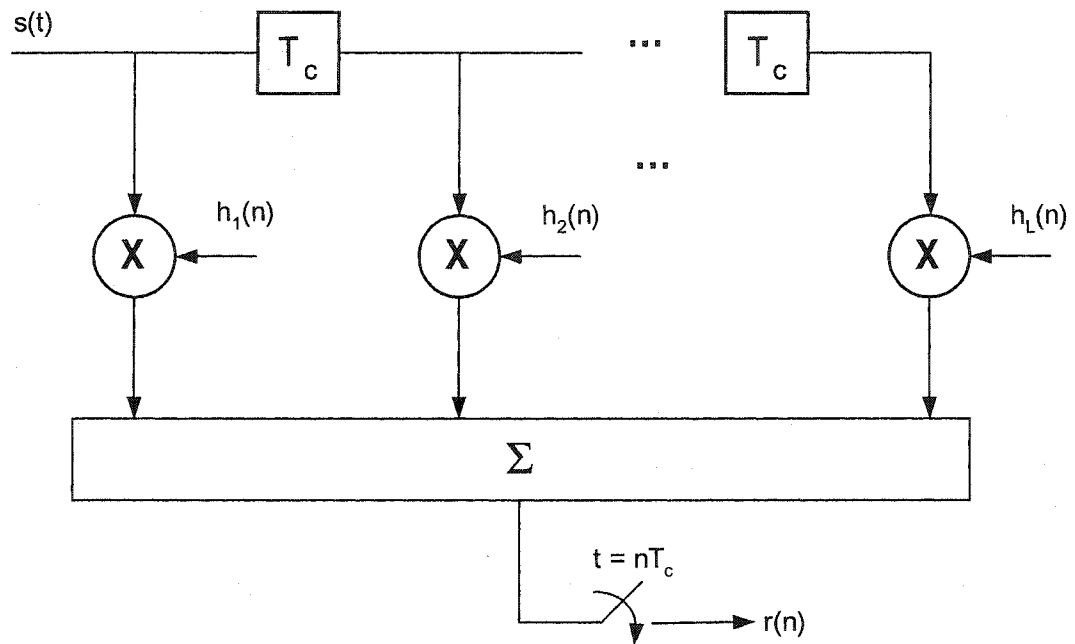 s(t)
T_c
...
T_c
...
h_1(n)
h_2(n)
h_L(n)
X
X
X
Σ
t = nT_c
r(n)